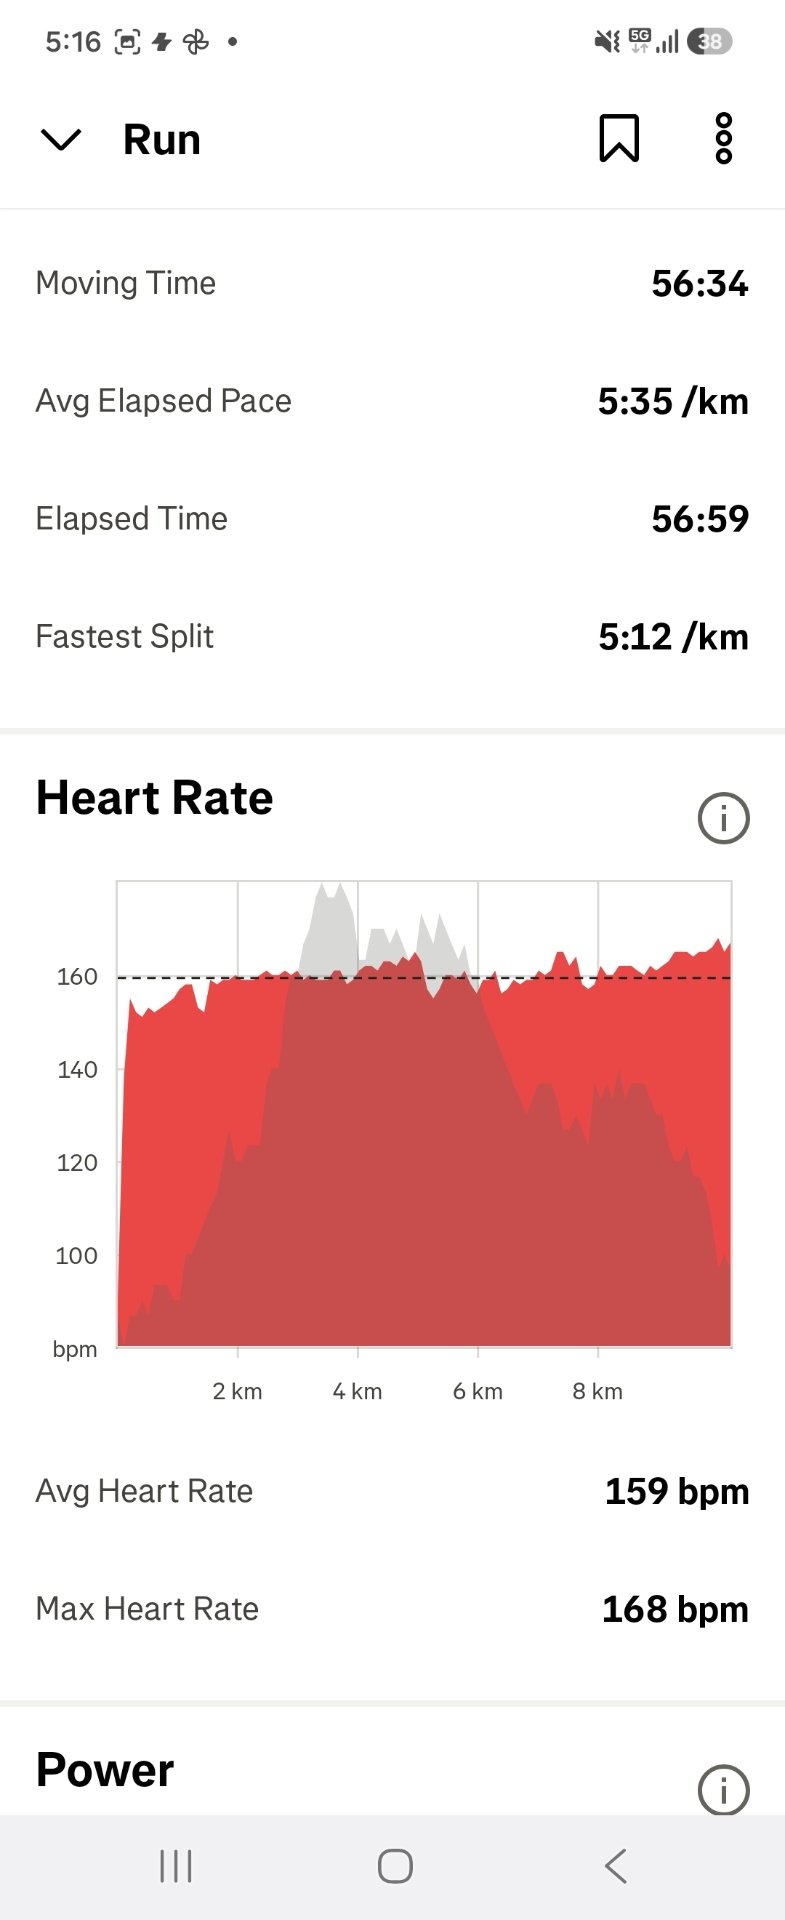 5:16
5G
38
Run
Moving Time 56:34
Avg Elapsed Pace 5:35 /km
Elapsed Time 56:59
Fastest Split 5:12 /km
Heart Rate
i
160
140
120
100
bpm
2 km 4 km 6 km 8 km
Avg Heart Rate 159 bpm
Max Heart Rate 168 bpm
Power
i